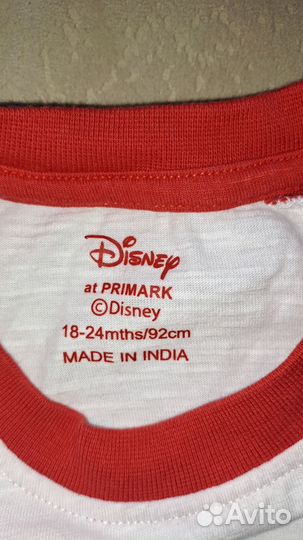 Disney
at PRIMARK
©Disney
18-24mths/92cm
MADE IN INDIA
Avito